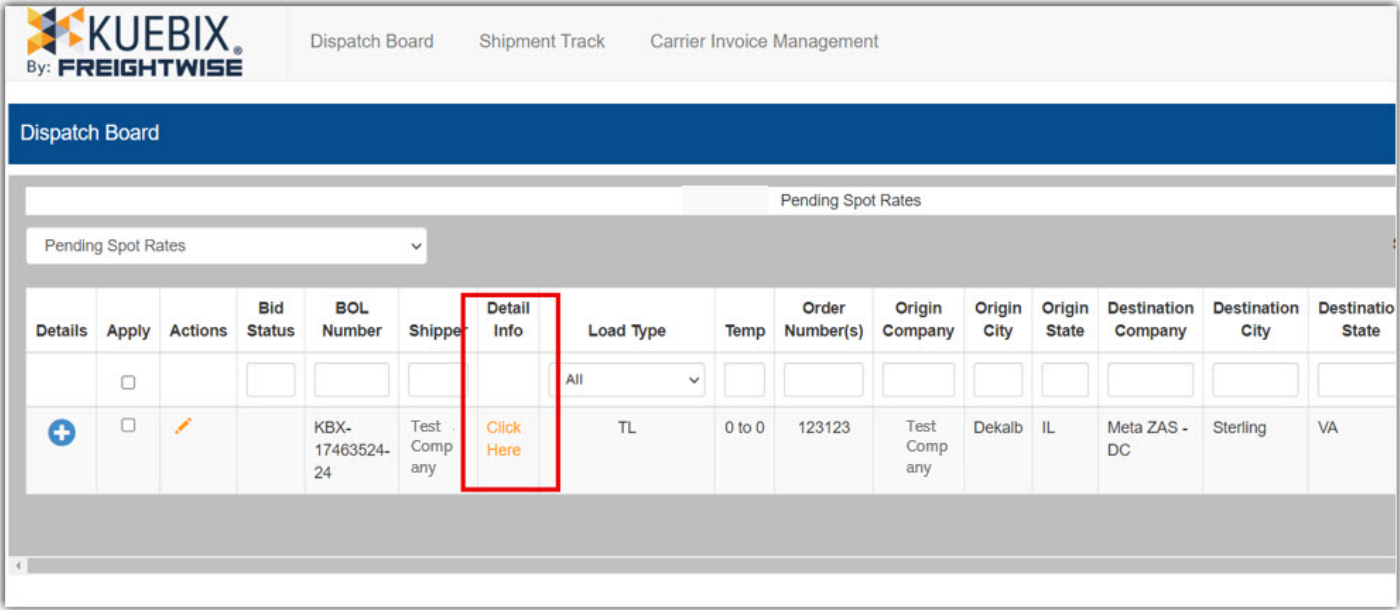 KUEBIX®
By: FREIGHTWISE
Dispatch Board Shipment Track Carrier Invoice Management
Dispatch Board
Pending Spot Rates
Pending Spot Rates
Details Apply Actions Bid Status BOL Number Shipper Detail Info Load Type Temp Order Number(s) Origin Company Origin City Origin State Destination Company Destination City Destinatio State
All
KBX- Test Click TL 0 to 0 123123 Test Dekalb IL Meta ZAS - Sterling VA
17463524- Comp Here Comp DC
24 any any